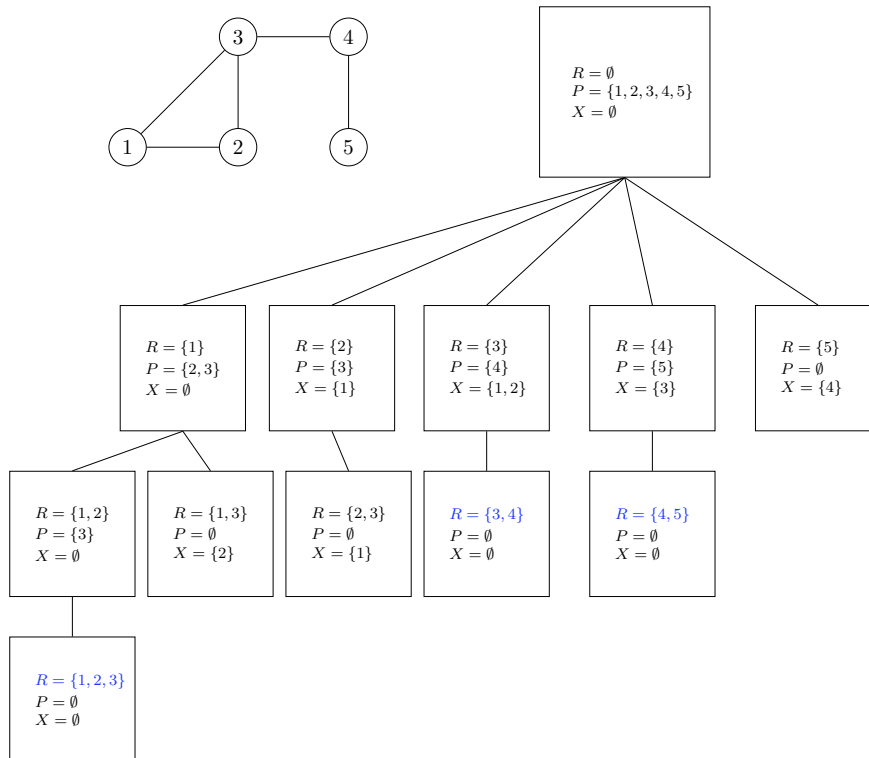 3
4
1
2
5
R = ∅
P = {1, 2, 3, 4, 5}
X = ∅
R = {1}
P = {2, 3}
X = ∅
R = {2}
P = {3}
X = {1}
R = {3}
P = {4}
X = {1, 2}
R = {4}
P = {5}
X = {3}
R = {5}
P = ∅
X = {4}
R = {1, 2}
P = {3}
X = ∅
R = {1, 3}
P = ∅
X = {2}
R = {2, 3}
P = ∅
X = {1}
R = {3, 4}
P = ∅
X = ∅
R = {4, 5}
P = ∅
X = ∅
R = {1, 2, 3}
P = ∅
X = ∅